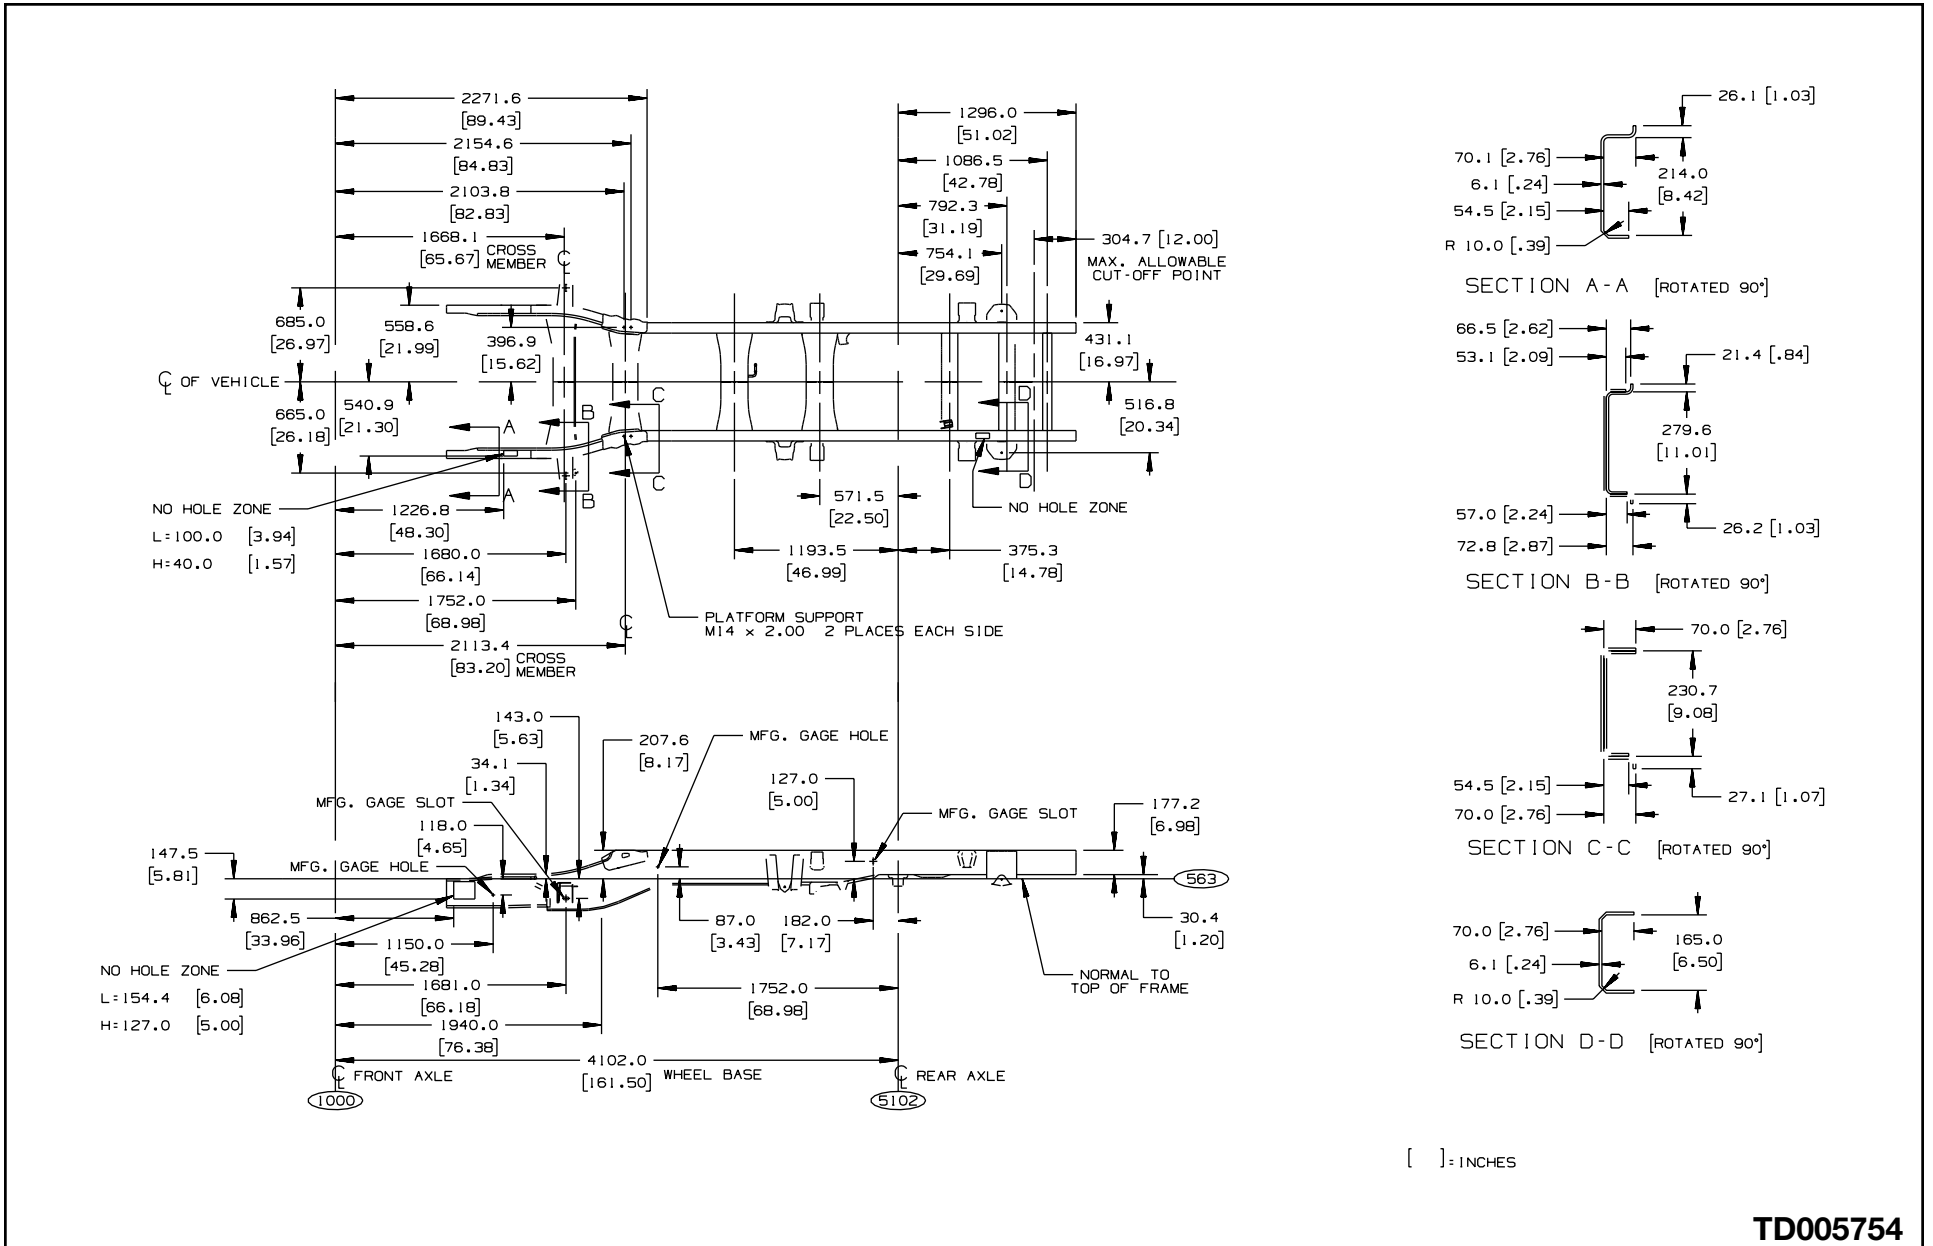 2271.6
[89.43]
2154.6
[84.83]
2103.8
[82.83]
1668.1
[65.67]
CROSS
MEMBER
℄
1296.0
[51.02]
1086.5
[42.78]
792.3
[31.19]
754.1
[29.69]
304.7 [12.00]
MAX. ALLOWABLE
CUT-OFF POINT
685.0
[26.97]
558.6
[21.99]
396.9
[15.62]
431.1
[16.97]
℄ OF VEHICLE
665.0
[26.18]
540.9
[21.30]
516.8
[20.34]
A
A
B
B
C
C
D
D
NO HOLE ZONE
L=100.0 [3.94]
H=40.0 [1.57]
1226.8
[48.30]
1680.0
[66.14]
1752.0
[68.98]
℄
2113.4
[83.20]
CROSS
MEMBER
571.5
[22.50]
NO HOLE ZONE
1193.5
[46.99]
375.3
[14.78]
PLATFORM SUPPORT
M14 x 2.00 2 PLACES EACH SIDE
143.0
[5.63]
34.1
[1.34]
207.6
[8.17]
MFG. GAGE HOLE
127.0
[5.00]
MFG. GAGE SLOT
MFG. GAGE SLOT
177.2
[6.98]
118.0
[4.65]
147.5
[5.81]
MFG. GAGE HOLE
563
862.5
[33.96]
87.0
[3.43]
182.0
[7.17]
30.4
[1.20]
1150.0
[45.28]
NO HOLE ZONE
L=154.4 [6.08]
H=127.0 [5.00]
1681.0
[66.18]
1752.0
[68.98]
NORMAL TO
TOP OF FRAME
1940.0
[76.38]
4102.0
[161.50]
WHEEL BASE
℄ FRONT AXLE
℄ REAR AXLE
1000
5102
26.1 [1.03]
70.1 [2.76]
6.1 [.24]
54.5 [2.15]
R 10.0 [.39]
214.0
[8.42]
SECTION A-A [ROTATED 90°]
66.5 [2.62]
53.1 [2.09]
21.4 [.84]
279.6
[11.01]
57.0 [2.24]
72.8 [2.87]
26.2 [1.03]
SECTION B-B [ROTATED 90°]
70.0 [2.76]
230.7
[9.08]
54.5 [2.15]
70.0 [2.76]
27.1 [1.07]
SECTION C-C [ROTATED 90°]
70.0 [2.76]
6.1 [.24]
R 10.0 [.39]
165.0
[6.50]
SECTION D-D [ROTATED 90°]
[ ]=INCHES
TD005754